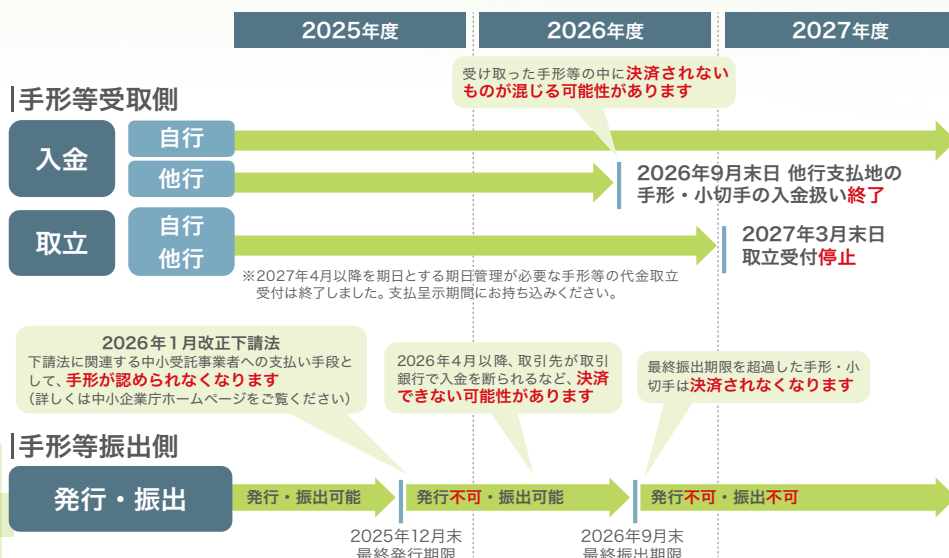 2025年度
2026年度
2027年度
受け取った手形等の中に決済されない
ものが混じる可能性があります
手形等受取側
入金
自行
他行
2026年9月末日 他行支払地の
手形・小切手の入金扱い終了
取立
自行
他行
2027年3月末日
取立受付停止
※2027年4月以降を期日とする期日管理が必要な手形等の代金取立
受付は終了しました。支払呈示期間にお持ち込みください。
2026年1月改正下請法
下請法に関連する中小受託事業者への支払い手段と
して、手形が認められなくなります
（詳しくは中小企業庁ホームページをご覧ください）
2026年4月以降、取引先が取引
銀行で入金を断られるなど、決済
できない可能性があります
最終振出期限を超過した手形・小
切手は決済されなくなります
手形等振出側
発行・振出
発行・振出可能
発行不可・振出可能
発行不可・振出不可
2025年12月末
最終発行期限
2026年9月末
最終振出期限